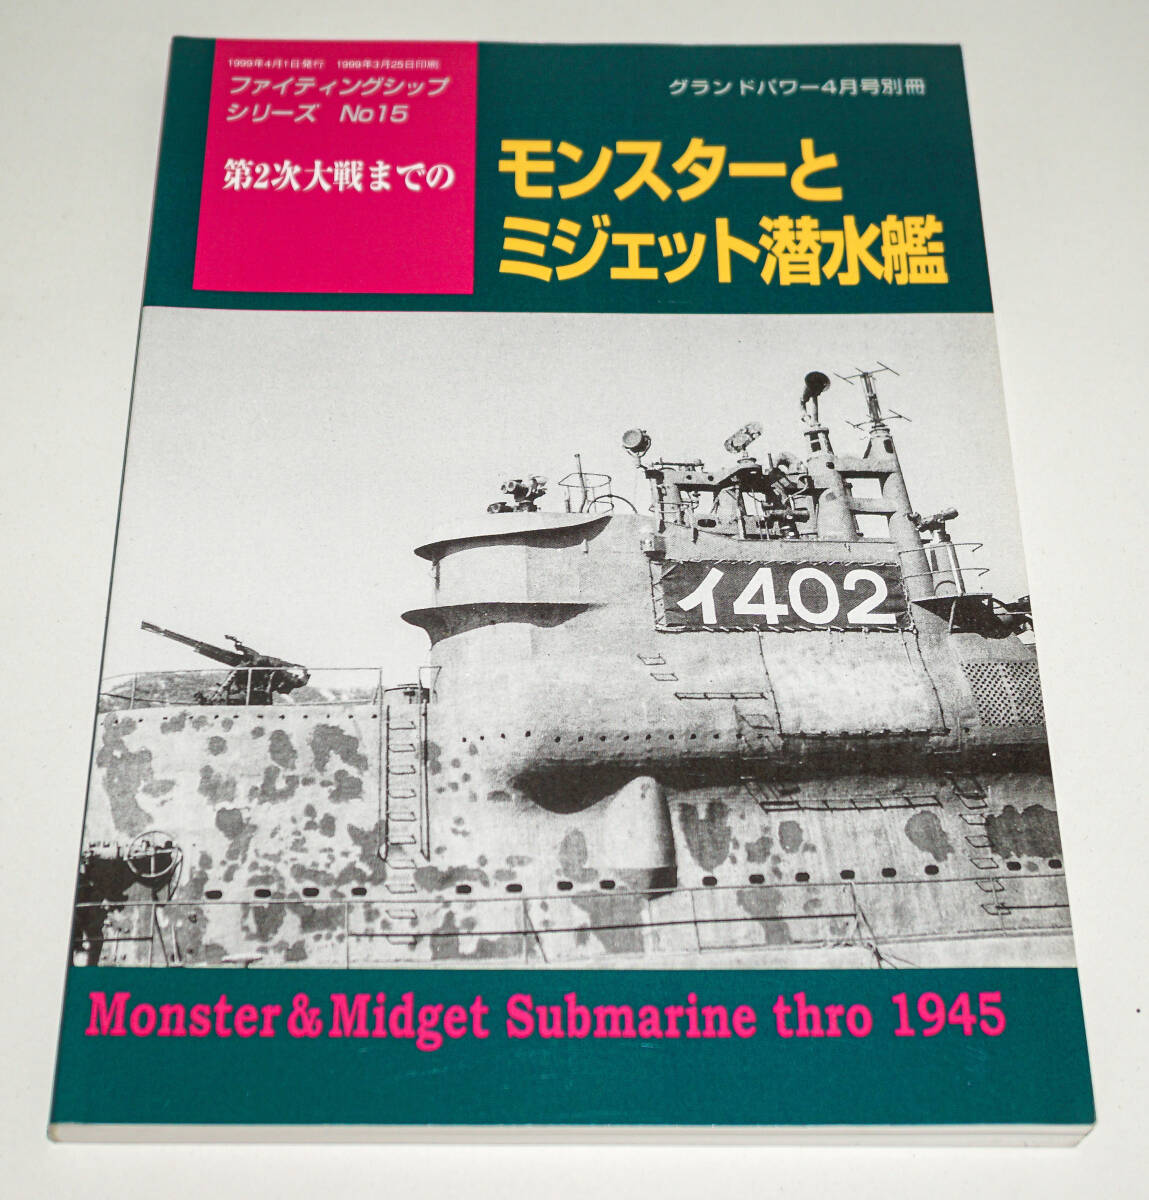 1999年4月1日発行　1999年3月25日印刷
ファイティングシップ
シリーズ　No15
グランドパワー4月号別冊
第2次大戦までの
モンスターと
ミジェット潜水艦
イ402
Monster & Midget Submarine thro 1945